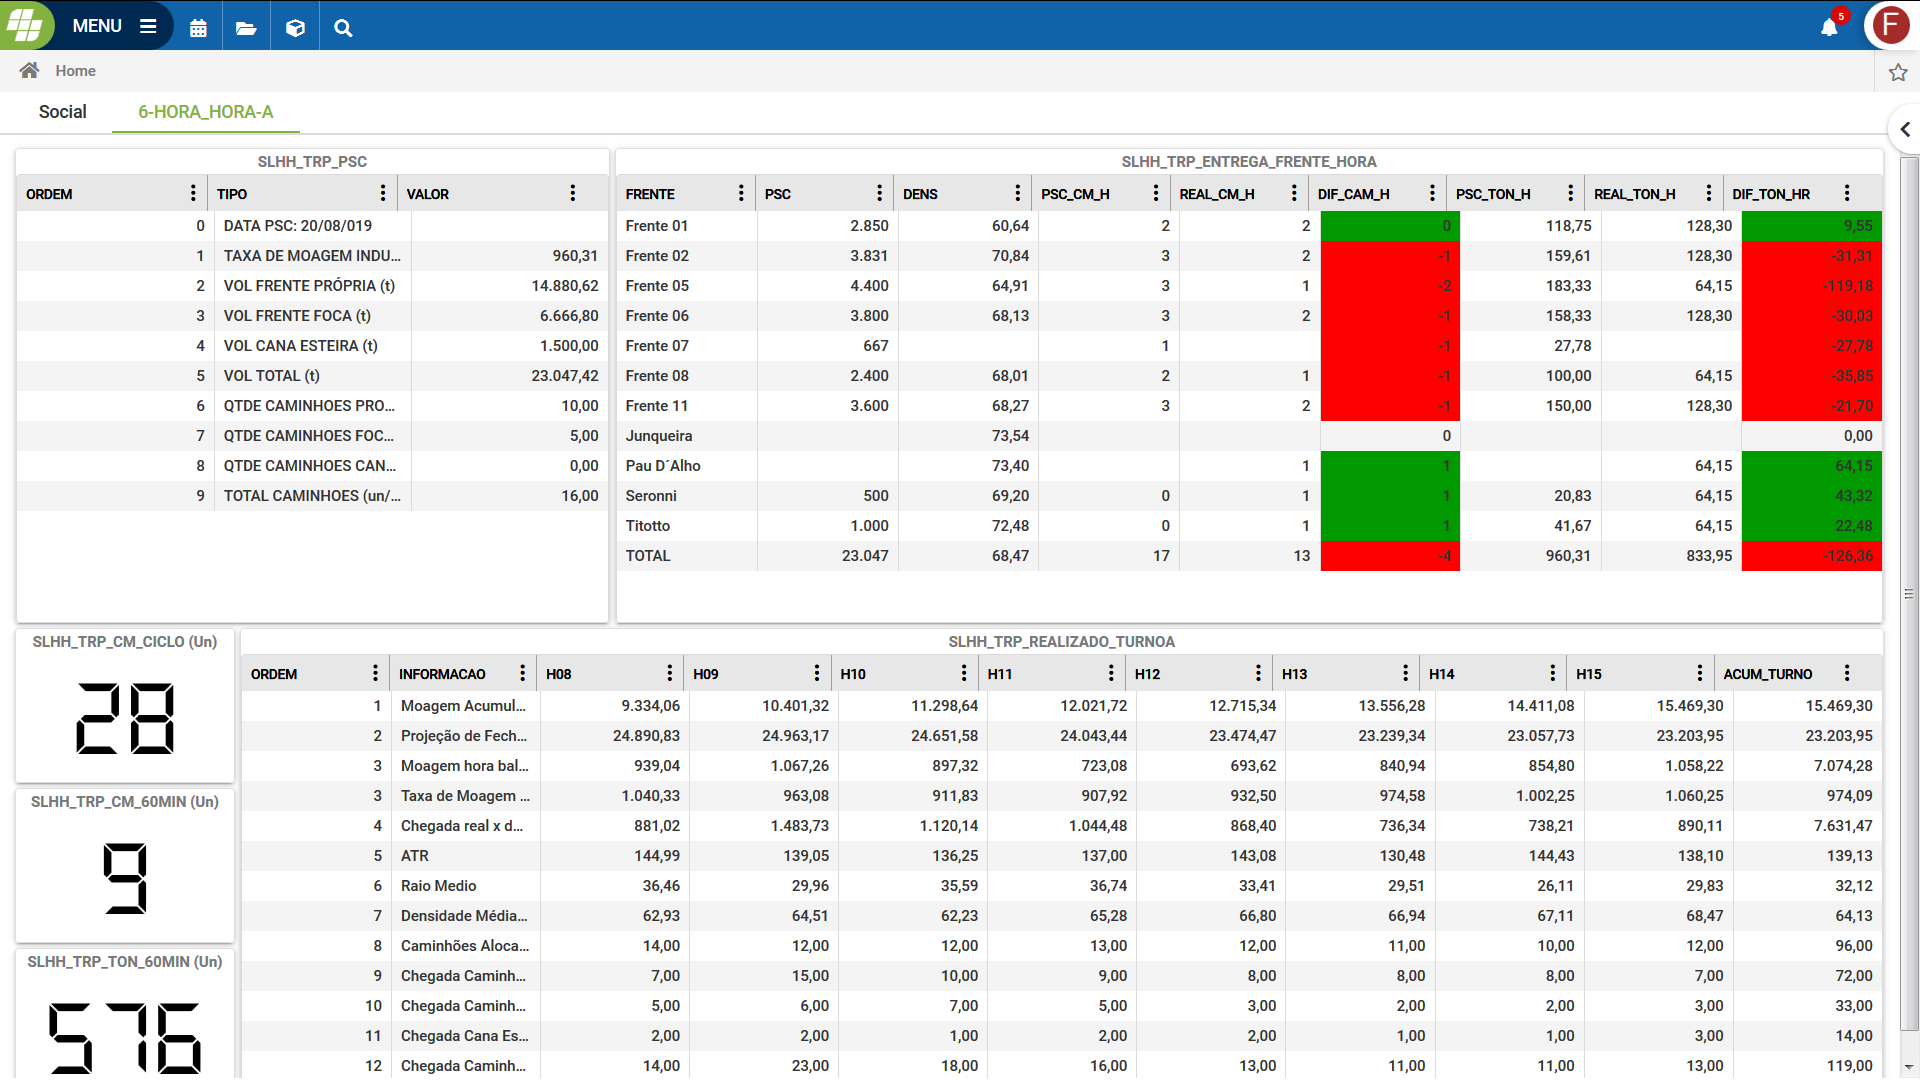 MENU
5
F
Home
Social 6-HORA_HORA-A
SLHH_TRP_PSC
ORDEM TIPO VALOR
0 DATA PSC: 20/08/019
1 TAXA DE MOAGEM INDU... 960,31
2 VOL FRENTE PRÓPRIA (t) 14.880,62
3 VOL FRENTE FOCA (t) 6.666,80
4 VOL CANA ESTEIRA (t) 1.500,00
5 VOL TOTAL (t) 23.047,42
6 QTDE CAMINHOES PRO... 10,00
7 QTDE CAMINHOES FOC... 5,00
8 QTDE CAMINHOES CAN... 0,00
9 TOTAL CAMINHOES (un/... 16,00
SLHH_TRP_ENTREGA_FRENTE_HORA
FRENTE PSC DENS PSC_CM_H REAL_CM_H DIF_CAM_H PSC_TON_H REAL_TON_H DIF_TON_HR
Frente 01 2.850 60,64 2 2 0 118,75 128,30 9,55
Frente 02 3.831 70,84 3 2 -1 159,61 128,30 -31,31
Frente 05 4.400 64,91 3 1 -2 183,33 64,15 -119,18
Frente 06 3.800 68,13 3 2 -1 158,33 128,30 -30,03
Frente 07 667 1 -1 27,78 -27,78
Frente 08 2.400 68,01 2 1 -1 100,00 64,15 -35,85
Frente 11 3.600 68,27 3 2 -1 150,00 128,30 -21,70
Junqueira 73,54 0 0,00
Pau D´Alho 73,40 1 1 64,15 64,15
Seronni 500 69,20 0 1 1 20,83 64,15 43,32
Titotto 1.000 72,48 0 1 1 41,67 64,15 22,48
TOTAL 23.047 68,47 17 13 -4 960,31 833,95 -126,36
SLHH_TRP_CM_CICLO (Un)
28
SLHH_TRP_CM_60MIN (Un)
9
SLHH_TRP_TON_60MIN (Un)
576
SLHH_TRP_REALIZADO_TURNOA
ORDEM INFORMACAO H08 H09 H10 H11 H12 H13 H14 H15 ACUM_TURNO
1 Moagem Acumul... 9.334,06 10.401,32 11.298,64 12.021,72 12.715,34 13.556,28 14.411,08 15.469,30 15.469,30
2 Projeção de Fech... 24.890,83 24.963,17 24.651,58 24.043,44 23.474,47 23.239,34 23.057,73 23.203,95 23.203,95
3 Moagem hora bal... 939,04 1.067,26 897,32 723,08 693,62 840,94 854,80 1.058,22 7.074,28
3 Taxa de Moagem ... 1.040,33 963,08 911,83 907,92 932,50 974,58 1.002,25 1.060,25 974,09
4 Chegada real x d... 881,02 1.483,73 1.120,14 1.044,48 868,40 736,34 738,21 890,11 7.631,47
5 ATR 144,99 139,05 136,25 137,00 143,08 130,48 144,43 138,10 139,13
6 Raio Medio 36,46 29,96 35,59 36,74 33,41 29,51 26,11 29,83 32,12
7 Densidade Média... 62,93 64,51 62,23 65,28 66,80 66,94 67,11 68,47 64,13
8 Caminhões Aloca... 14,00 12,00 12,00 13,00 12,00 11,00 10,00 12,00 96,00
9 Chegada Caminh... 7,00 15,00 10,00 9,00 8,00 8,00 8,00 7,00 72,00
10 Chegada Caminh... 5,00 6,00 7,00 5,00 3,00 2,00 2,00 3,00 33,00
11 Chegada Cana Es... 2,00 2,00 1,00 2,00 2,00 1,00 1,00 3,00 14,00
12 Chegada Caminh... 14,00 23,00 18,00 16,00 13,00 11,00 11,00 13,00 119,00